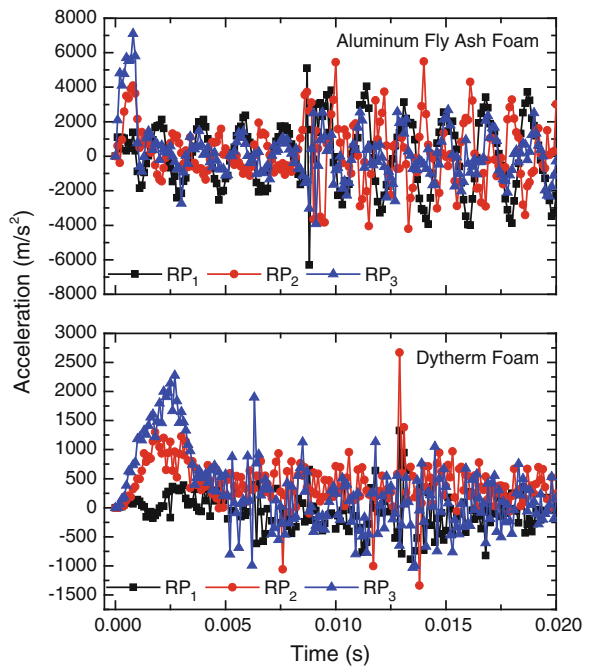 Acceleration (m/s²)
8000
6000
4000
2000
0
-2000
-4000
-6000
-8000
Aluminum Fly Ash Foam
RP₁ RP₂ RP₃
3000
2500
2000
1500
1000
500
0
-500
-1000
-1500
Dytherm Foam
RP₁ RP₂ RP₃
0.000 0.005 0.010 0.015 0.020
Time (s)